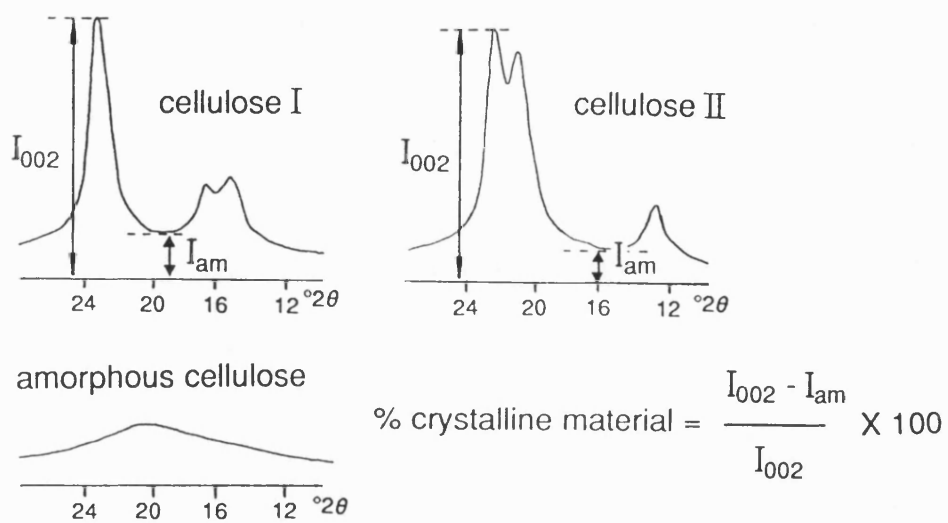 cellulose I
I002
Iam
24 20 16 12 °2θ
cellulose II
I002
Iam
24 20 16 12 °2θ
amorphous cellulose
24 20 16 12 °2θ
% crystalline material = I002 - Iam / I002 X 100